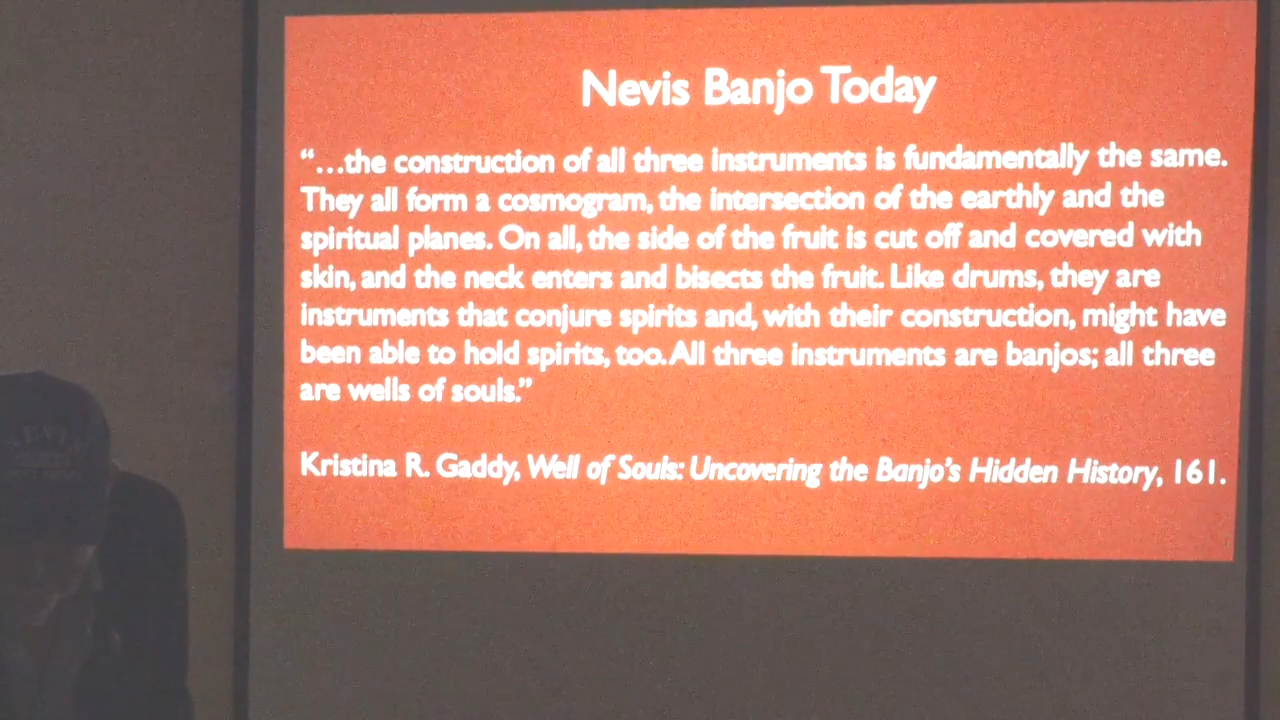 Nevis Banjo Today
“…the construction of all three instruments is fundamentally the same.
They all form a cosmogram, the intersection of the earthly and the
spiritual planes. On all, the side of the fruit is cut off and covered with
skin, and the neck enters and bisects the fruit. Like drums, they are
instruments that conjure spirits and, with their construction, might have
been able to hold spirits, too. All three instruments are banjos; all three
are wells of souls.”
Kristina R. Gaddy, Well of Souls: Uncovering the Banjo’s Hidden History, 161.
NEVIS